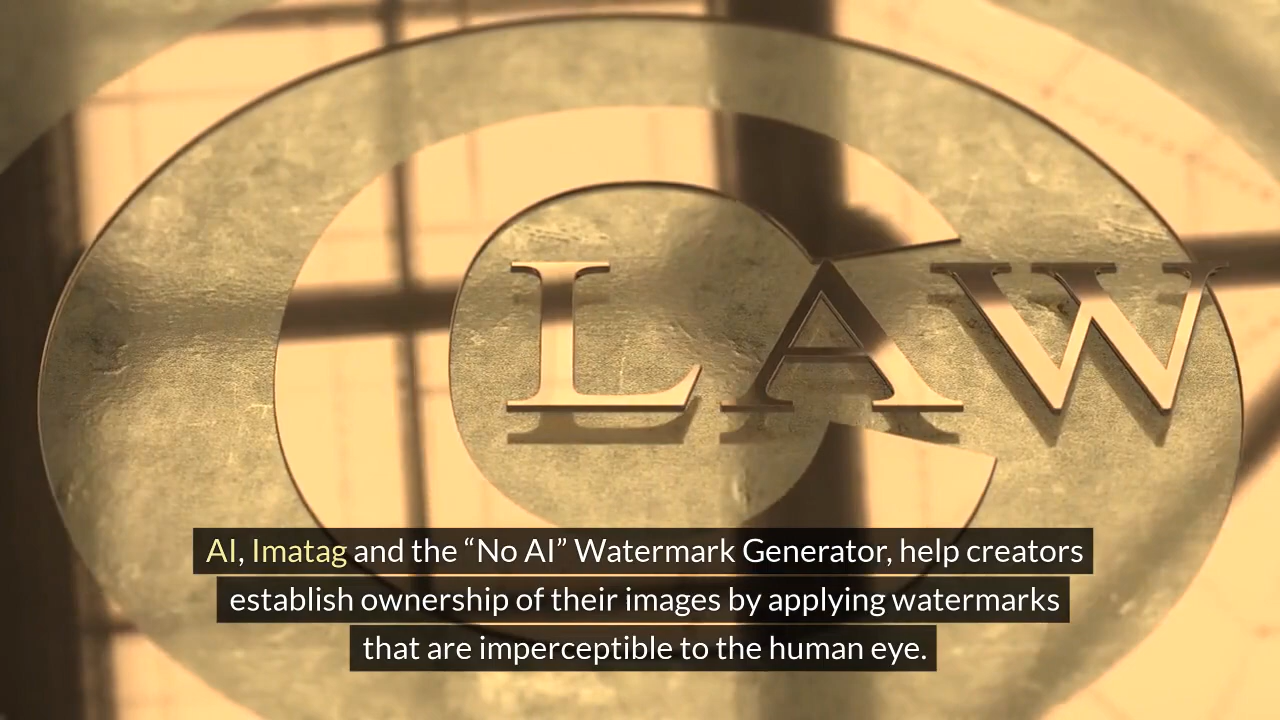 LAW
AI, Imatag and the “No AI” Watermark Generator, help creators
establish ownership of their images by applying watermarks
that are imperceptible to the human eye.